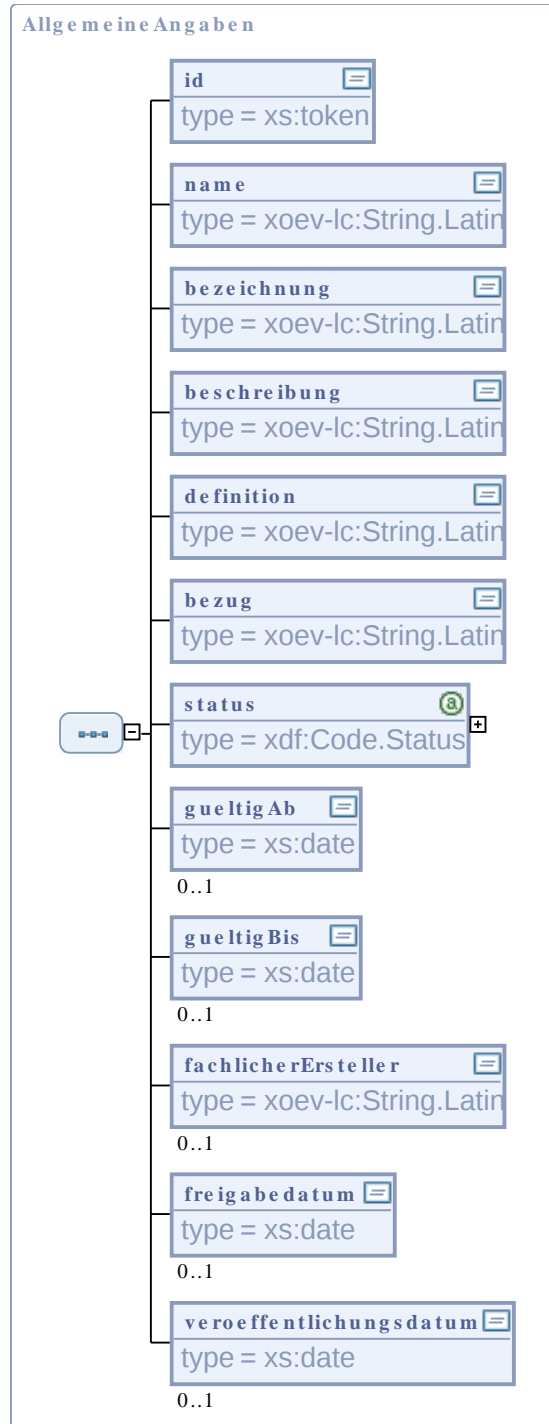 AllgemeineAngaben
id
type = xs:token
name
type = xoev-lc:String.Latin
bezeichnung
type = xoev-lc:String.Latin
beschreibung
type = xoev-lc:String.Latin
definition
type = xoev-lc:String.Latin
bezug
type = xoev-lc:String.Latin
status
type = xdf:Code.Status
gueltigAb
type = xs:date
0..1
gueltigBis
type = xs:date
0..1
fachlicherErsteller
type = xoev-lc:String.Latin
0..1
freigabedatum
type = xs:date
0..1
veroeffentlichungsdatum
type = xs:date
0..1